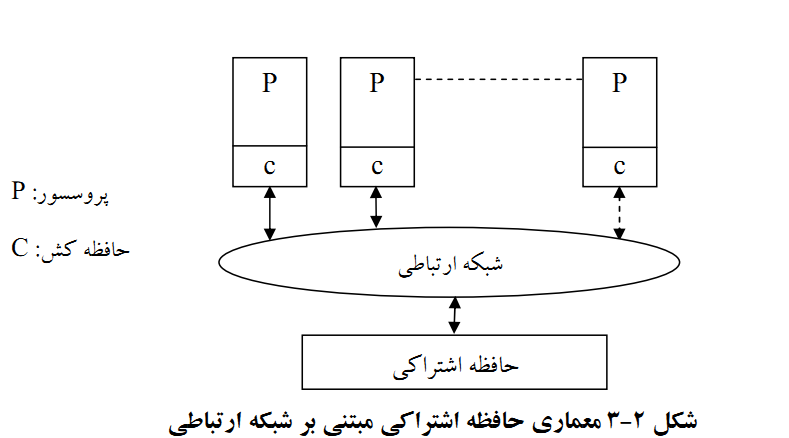 P P P
c c c
P :پروسسور
C :حافظه کش
شبکه ارتباطی
حافظه اشتراکی
شکل ۲-۳ معماری حافظه اشتراکی مبتنی بر شبکه ارتباطی